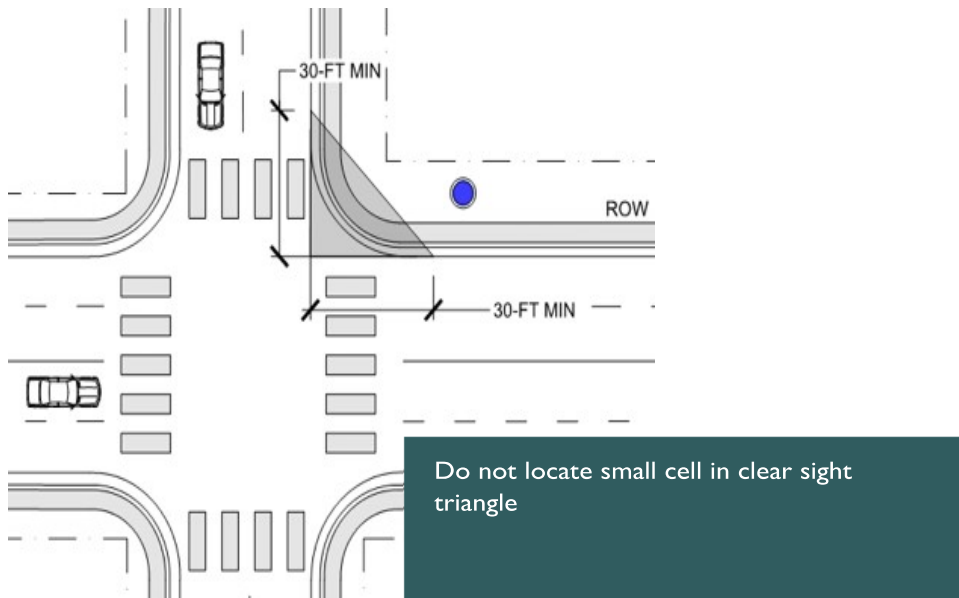 30-FT MIN
ROW
30-FT MIN
Do not locate small cell in clear sight
triangle